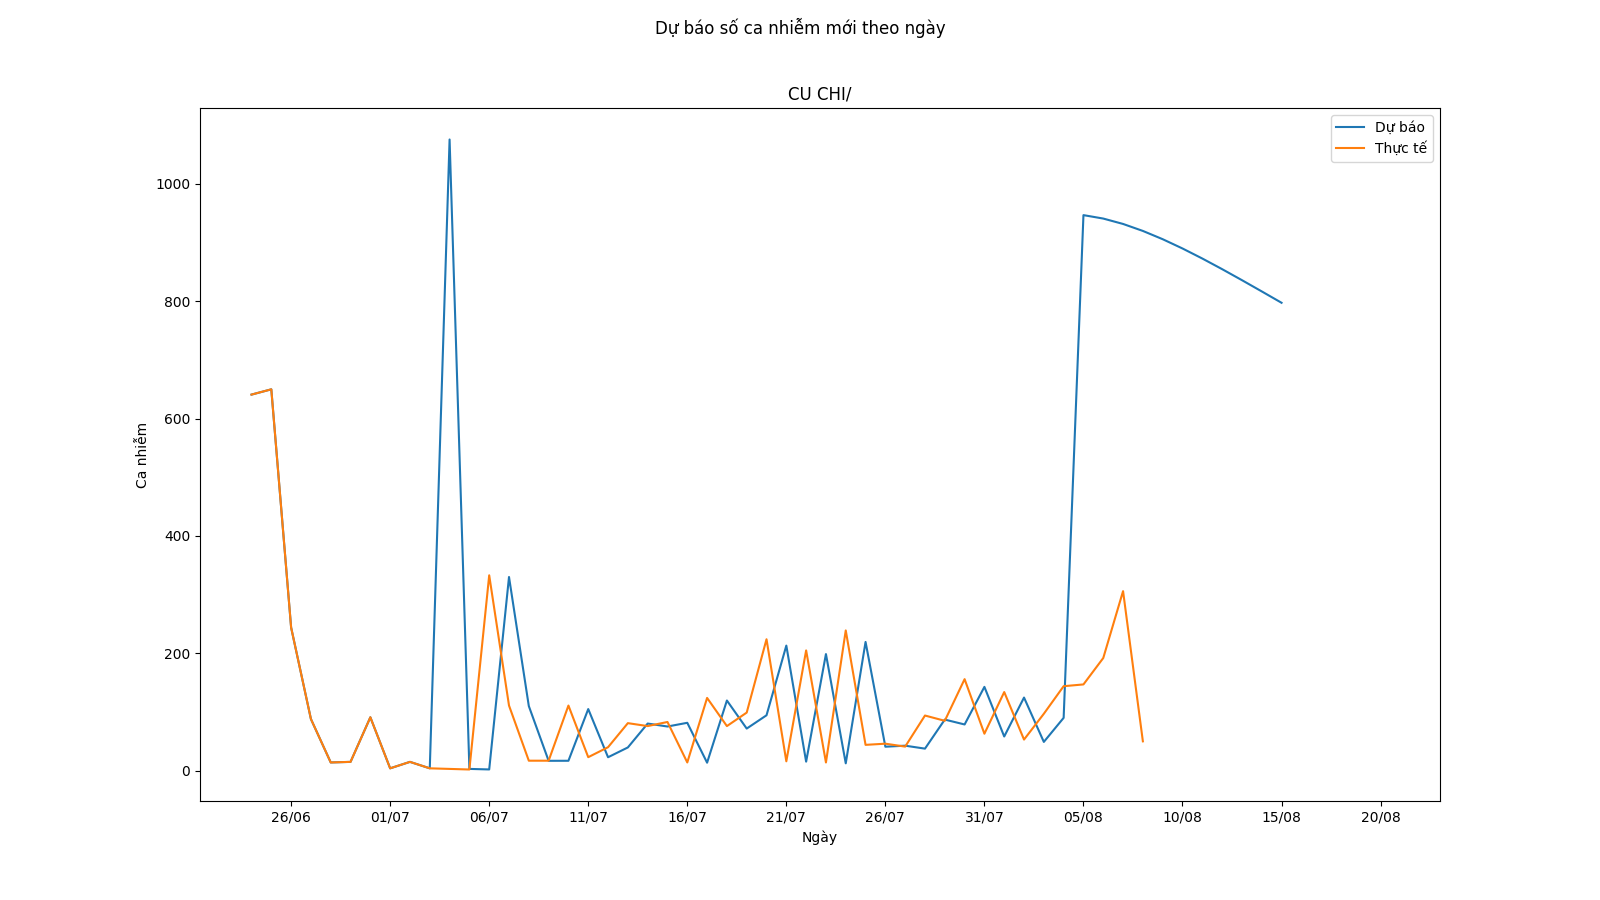 Dự báo số ca nhiễm mới theo ngày
CU CHI/
Dự báo
Thực tế
1000
800
600
400
200
0
Ca nhiễm
26/06 01/07 06/07 11/07 16/07 21/07 26/07 31/07 05/08 10/08 15/08 20/08
Ngày